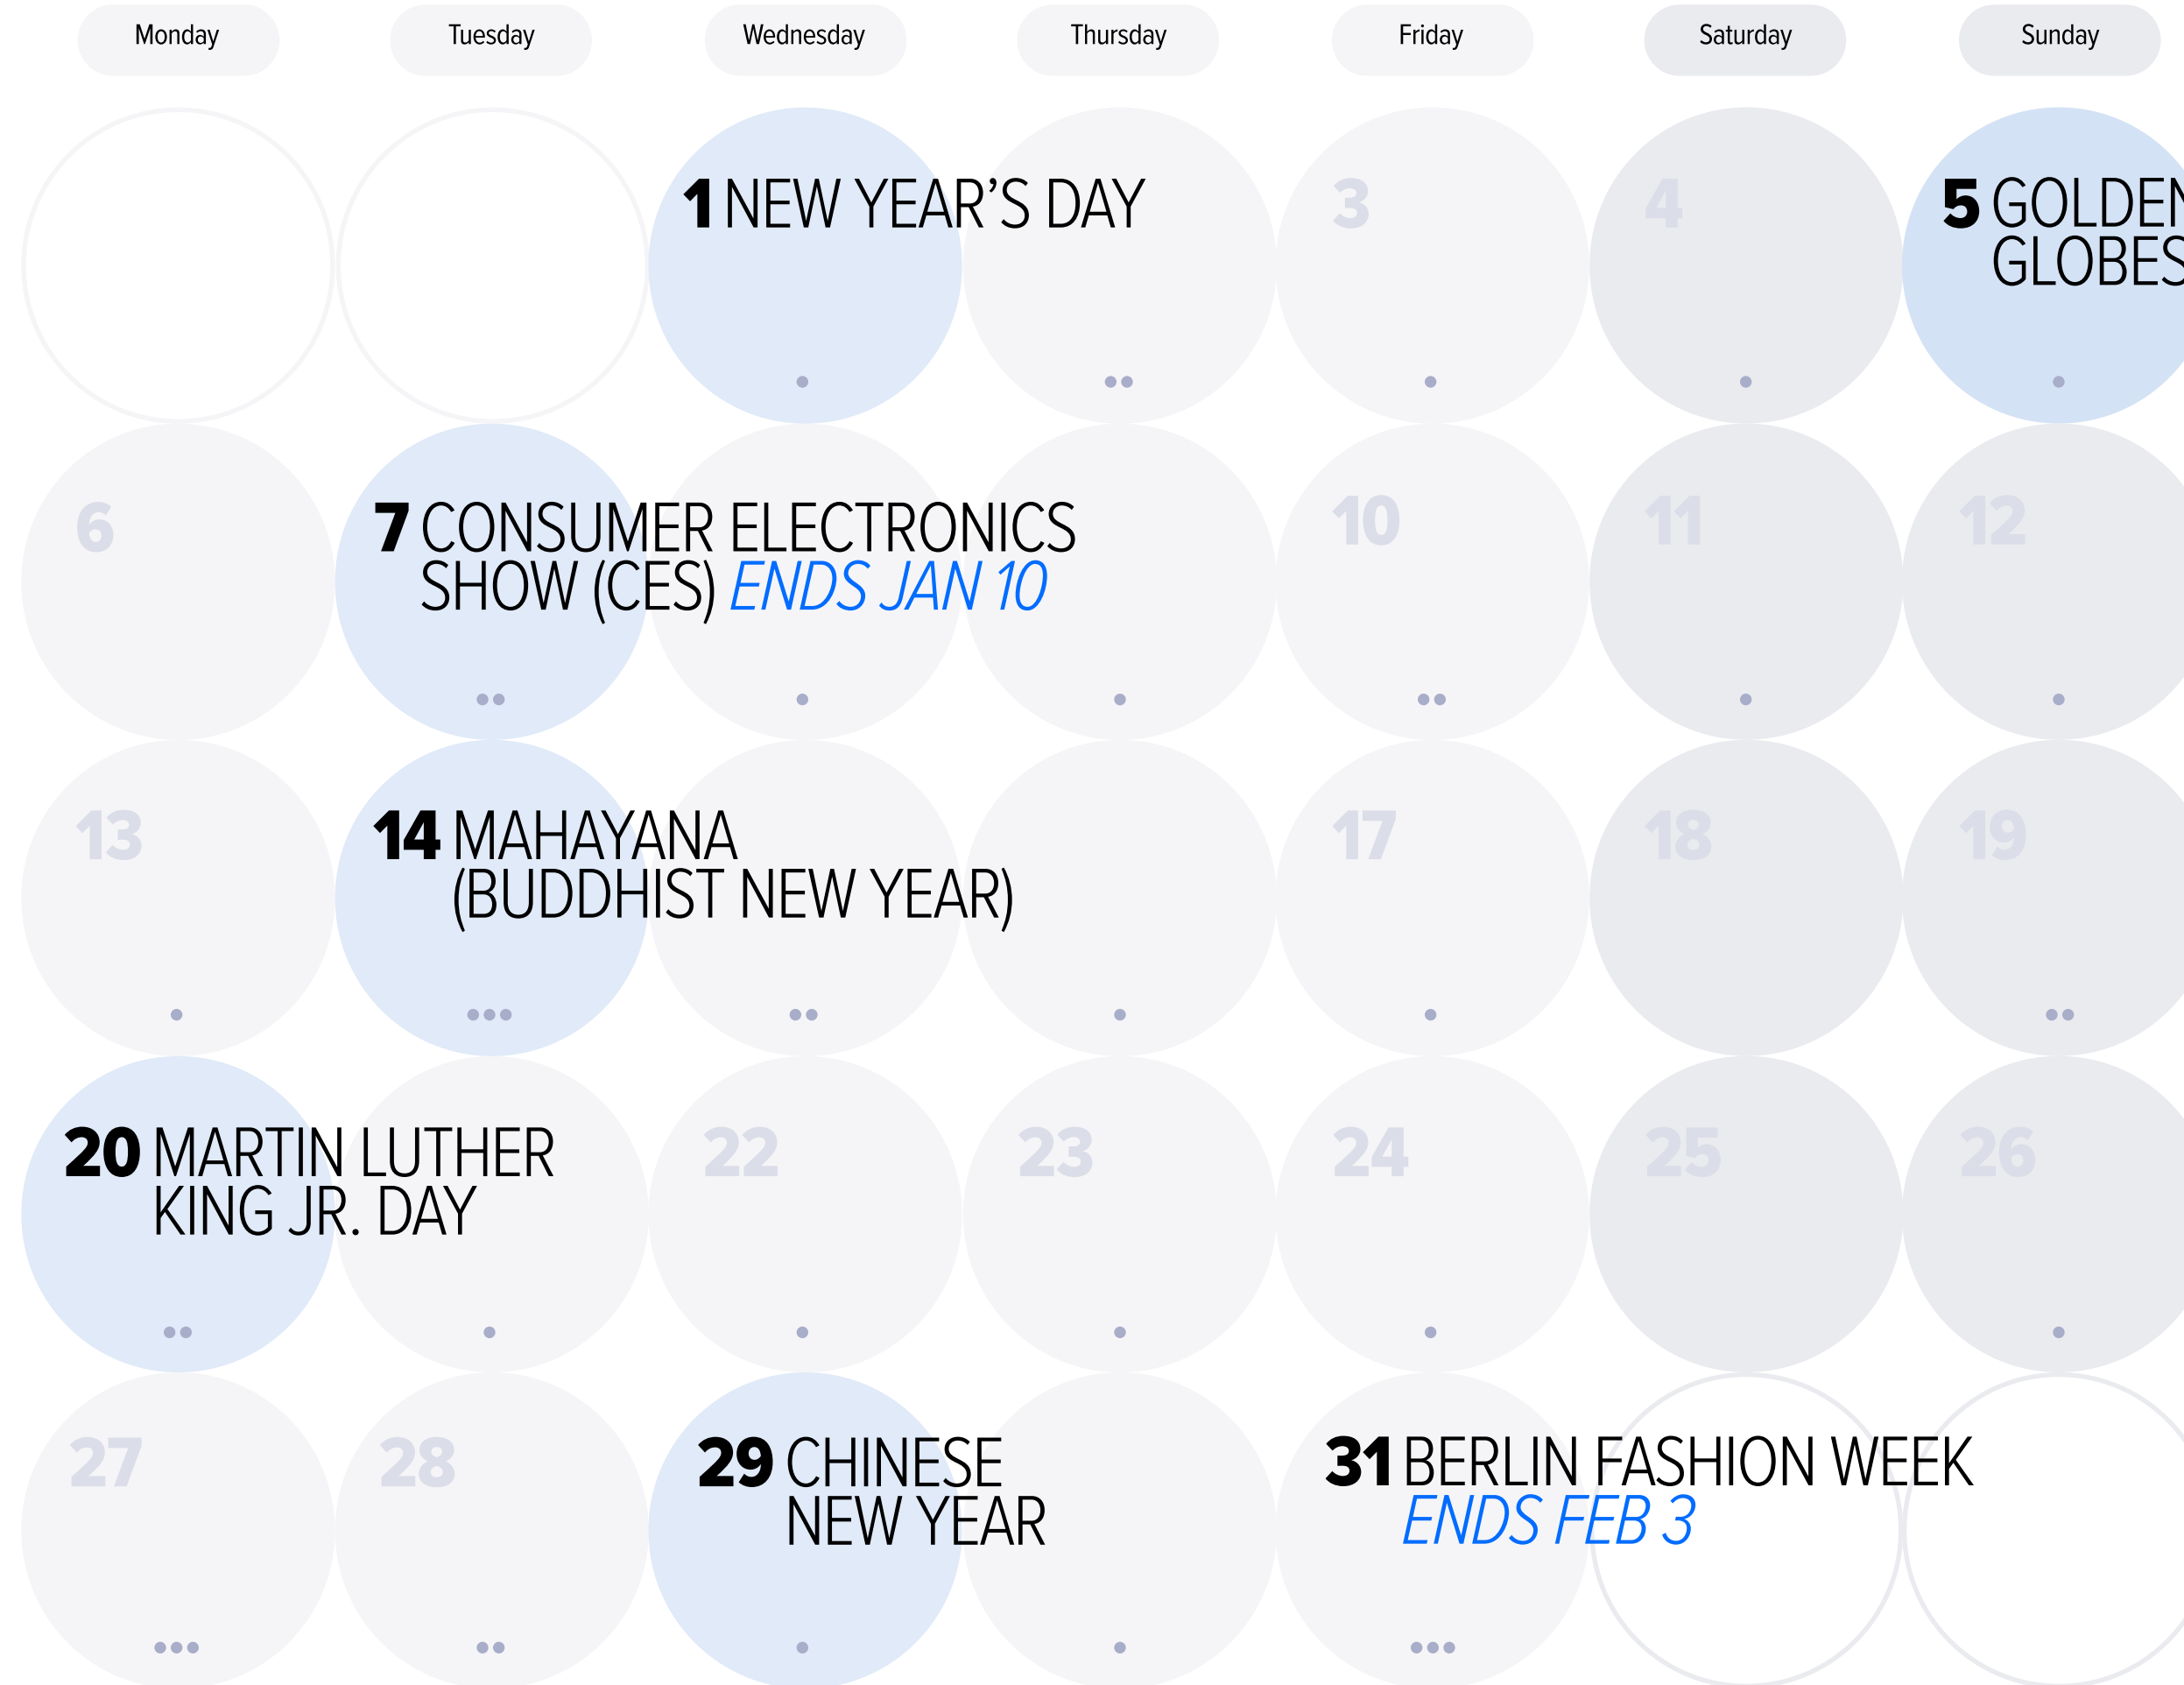 Monday Tuesday Wednesday Thursday Friday Saturday Sunday
1 NEW YEAR'S DAY 3 4 5 GOLDEN
GLOBES
6 7 CONSUMER ELECTRONICS 10 11 12
SHOW (CES) ENDS JAN 10
13 14 MAHAYANA 17 18 19
(BUDDHIST NEW YEAR)
20 MARTIN LUTHER 22 23 24 25 26
KING JR. DAY
27 28 29 CHINESE 31 BERLIN FASHION WEEK
NEW YEAR ENDS FEB 3